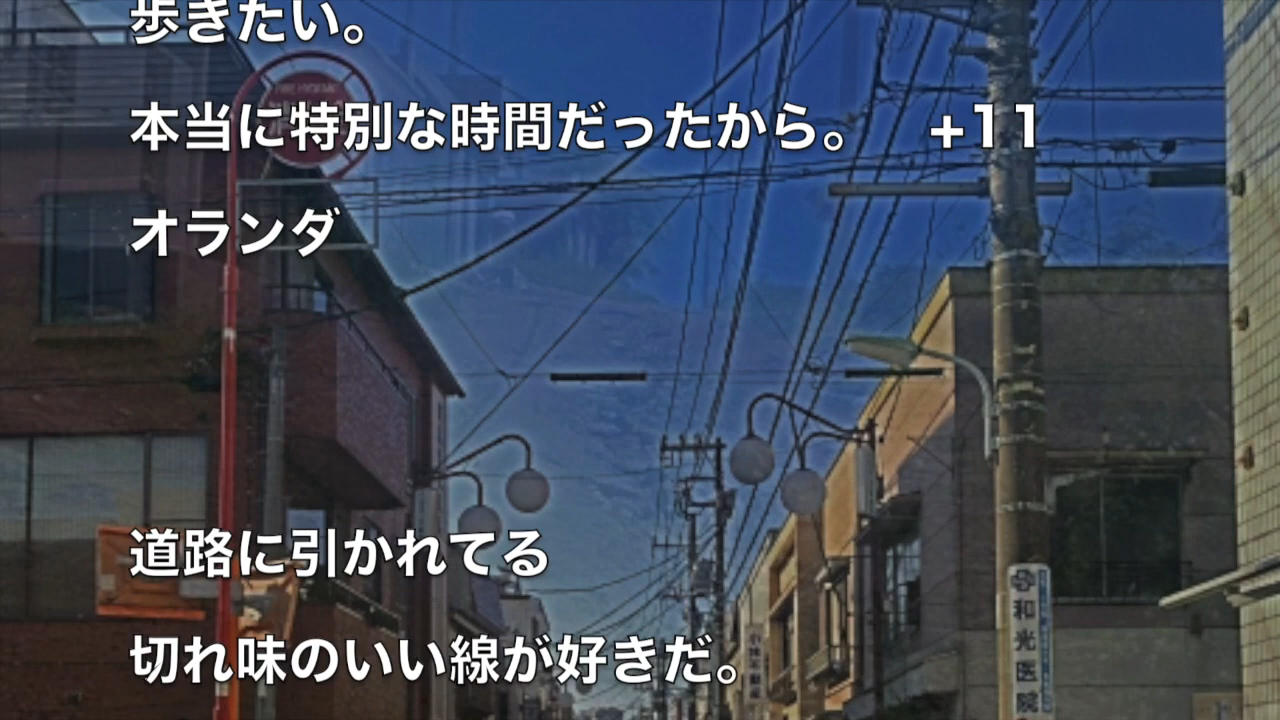 歩きたい。
本当に特別な時間だったから。　+11
オランダ
道路に引かれてる
切れ味のいい線が好きだ。
和光医院